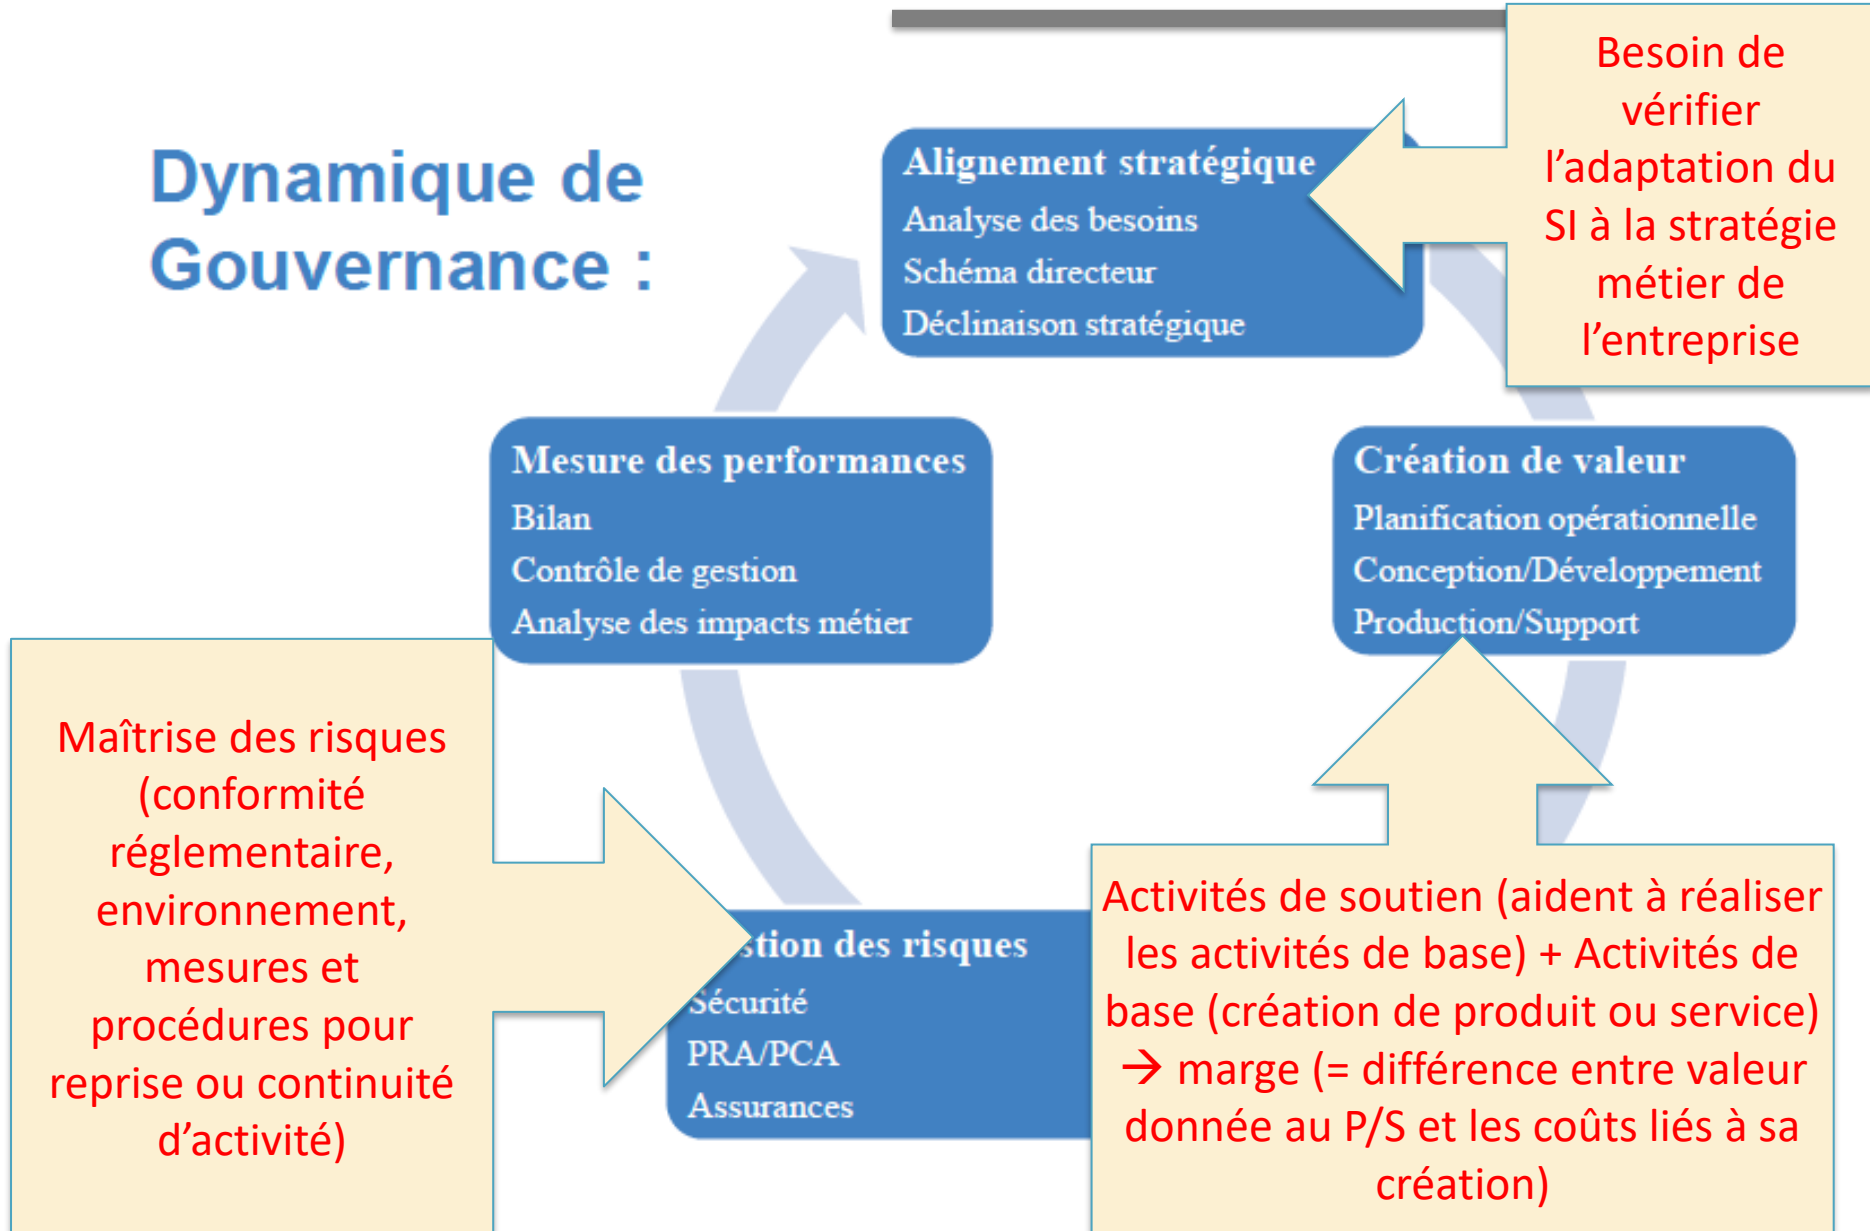 Dynamique de
Gouvernance :
Alignement stratégique
Analyse des besoins
Schéma directeur
Déclinaison stratégique
Besoin de
vérifier
l’adaptation du
SI à la stratégie
métier de
l’entreprise
Mesure des performances
Bilan
Contrôle de gestion
Analyse des impacts métier
Création de valeur
Planification opérationnelle
Conception/Développement
Production/Support
Maîtrise des risques
(conformité
réglementaire,
environnement,
mesures et
procédures pour
reprise ou continuité
d’activité)
stion des risques
Sécurité
PRA/PCA
Assurances
Activités de soutien (aident à réaliser
les activités de base) + Activités de
base (création de produit ou service)
→ marge (= différence entre valeur
donnée au P/S et les coûts liés à sa
création)